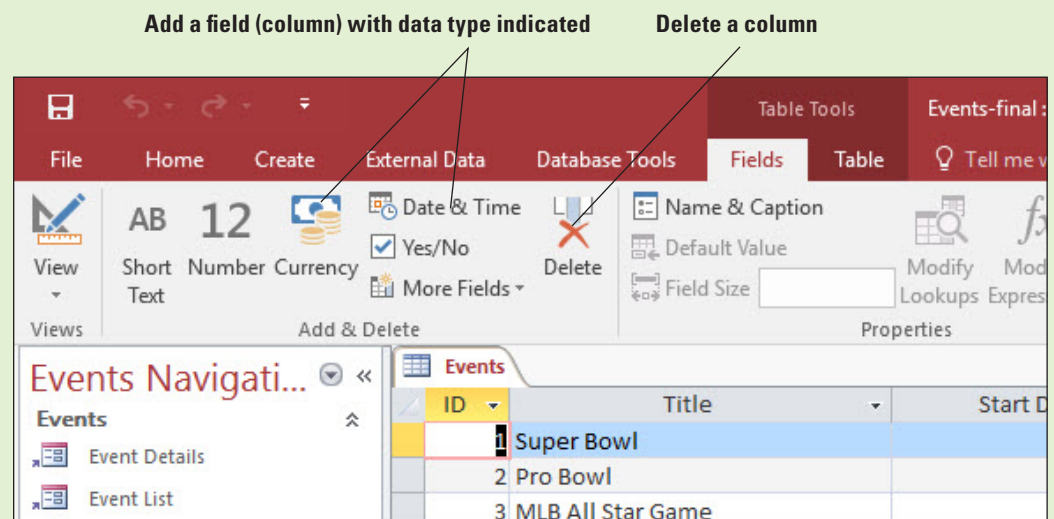 Add a field (column) with data type indicated
Delete a column
Table Tools
Events-final :
File Home Create External Data Database Tools Fields Table Tell me w
AB 12 Date & Time Name & Caption
Yes/No Default Value
View Short Text Number Currency More Fields Delete Field Size Modify Lookups
Views Add & Delete Properties
Events Navigati... « Events
ID Title Start D
Events
1 Super Bowl
Event Details
2 Pro Bowl
Event List
3 MLB All Star Game